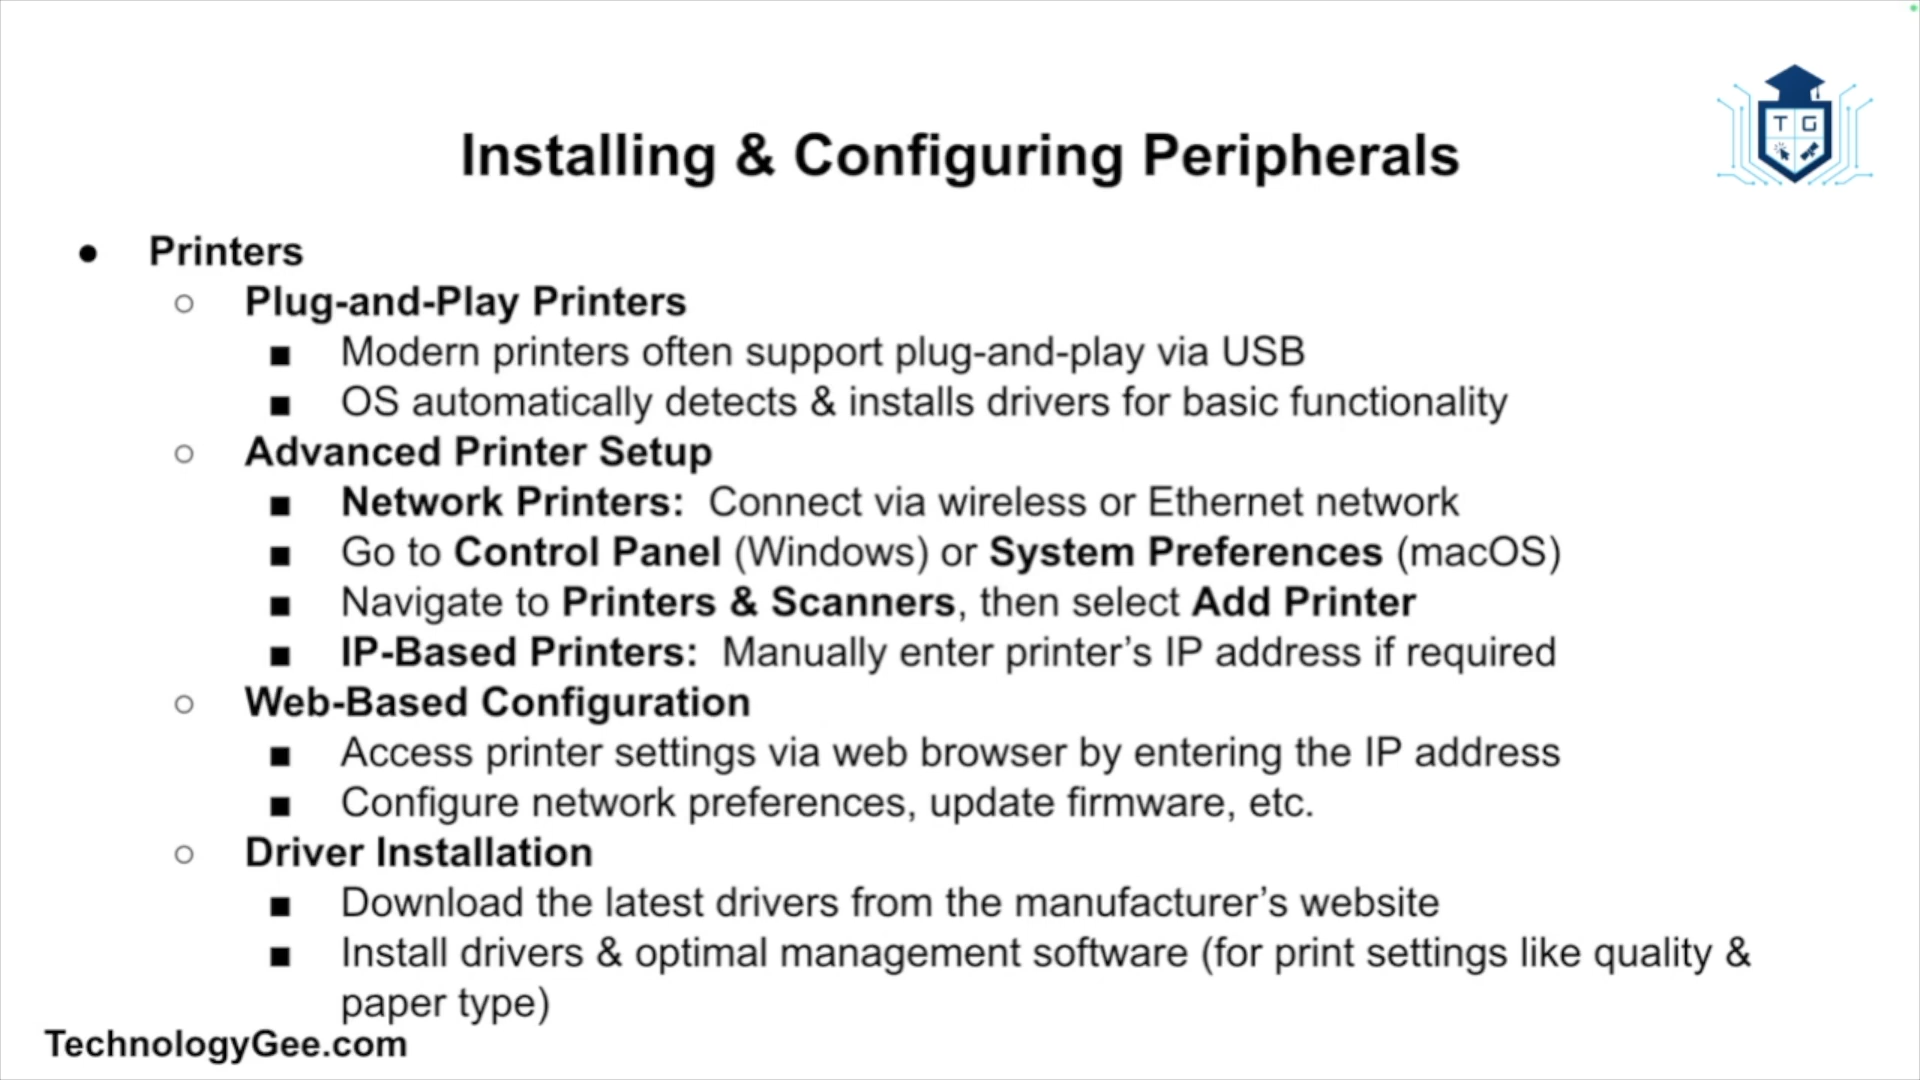 T G
Installing & Configuring Peripherals
● Printers
○ Plug-and-Play Printers
■ Modern printers often support plug-and-play via USB
■ OS automatically detects & installs drivers for basic functionality
○ Advanced Printer Setup
■ Network Printers:  Connect via wireless or Ethernet network
■ Go to Control Panel (Windows) or System Preferences (macOS)
■ Navigate to Printers & Scanners, then select Add Printer
■ IP-Based Printers:  Manually enter printer’s IP address if required
○ Web-Based Configuration
■ Access printer settings via web browser by entering the IP address
■ Configure network preferences, update firmware, etc.
○ Driver Installation
■ Download the latest drivers from the manufacturer’s website
■ Install drivers & optimal management software (for print settings like quality &
paper type)
TechnologyGee.com